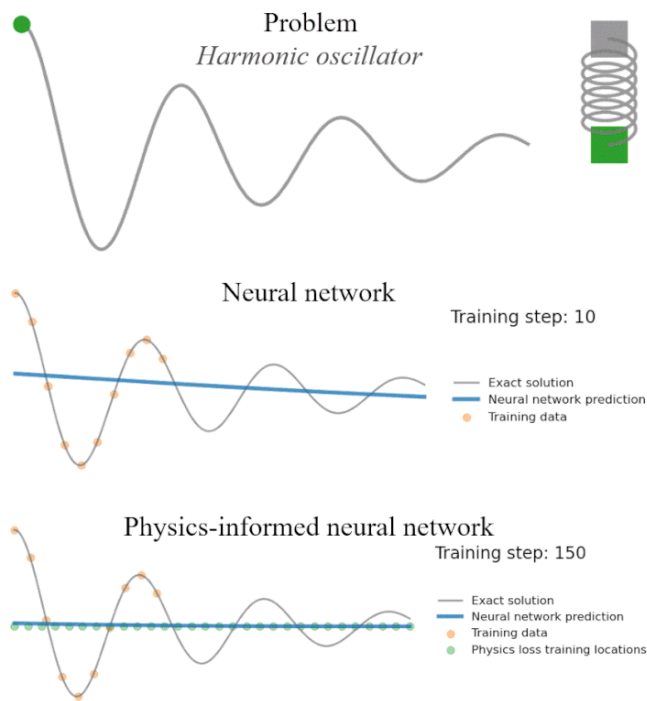 Problem
Harmonic oscillator
Neural network
Training step: 10
Exact solution
Neural network prediction
Training data
Physics-informed neural network
Training step: 150
Exact solution
Neural network prediction
Training data
Physics loss training locations